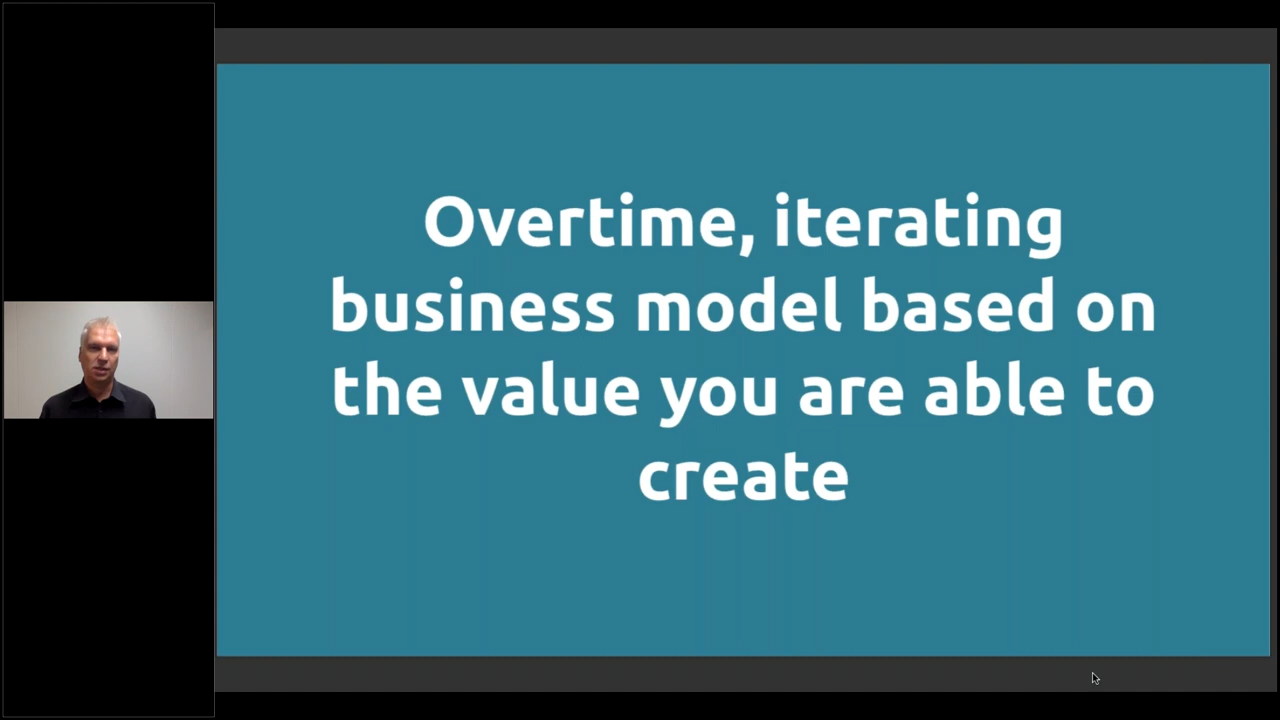 Overtime, iterating
business model based on
the value you are able to
create